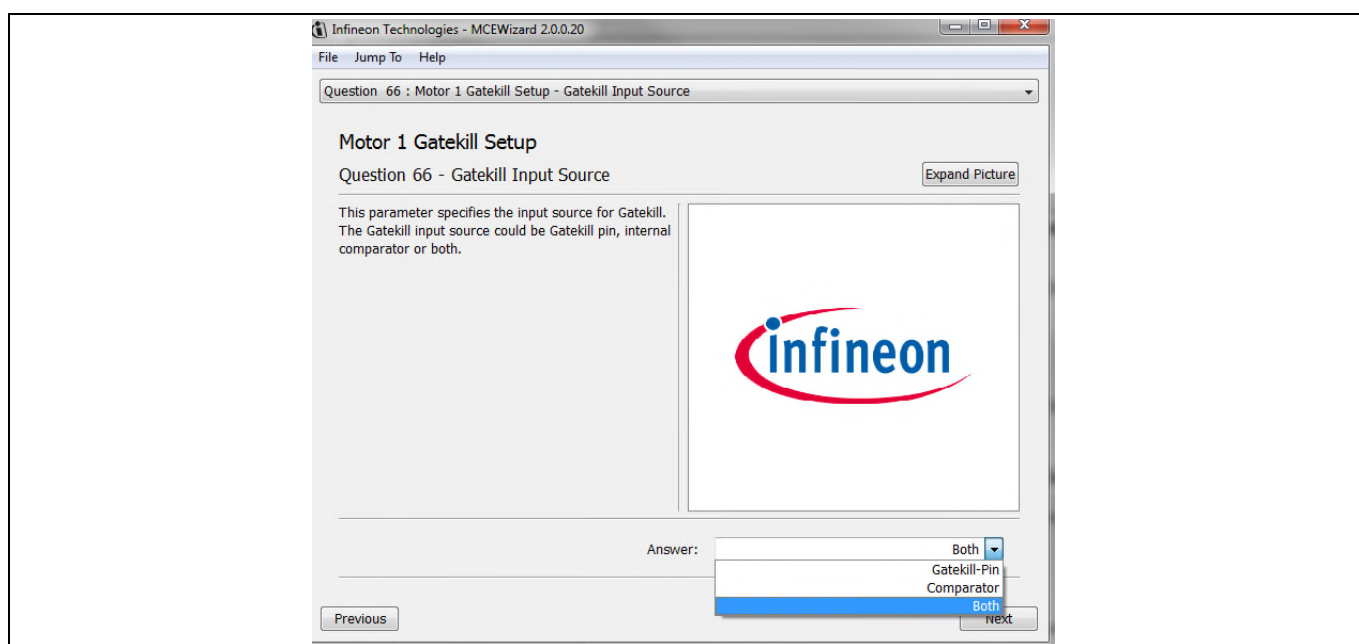 Infineon Technologies - MCEWizard 2.0.0.20
File Jump To Help
Question 66 : Motor 1 Gatekill Setup - Gatekill Input Source
Motor 1 Gatekill Setup
Question 66 - Gatekill Input Source
Expand Picture
This parameter specifies the input source for Gatekill.
The Gatekill input source could be Gatekill pin, internal
comparator or both.
infineon
Answer:
Both
Gatekill-Pin
Comparator
Both
Previous
Next